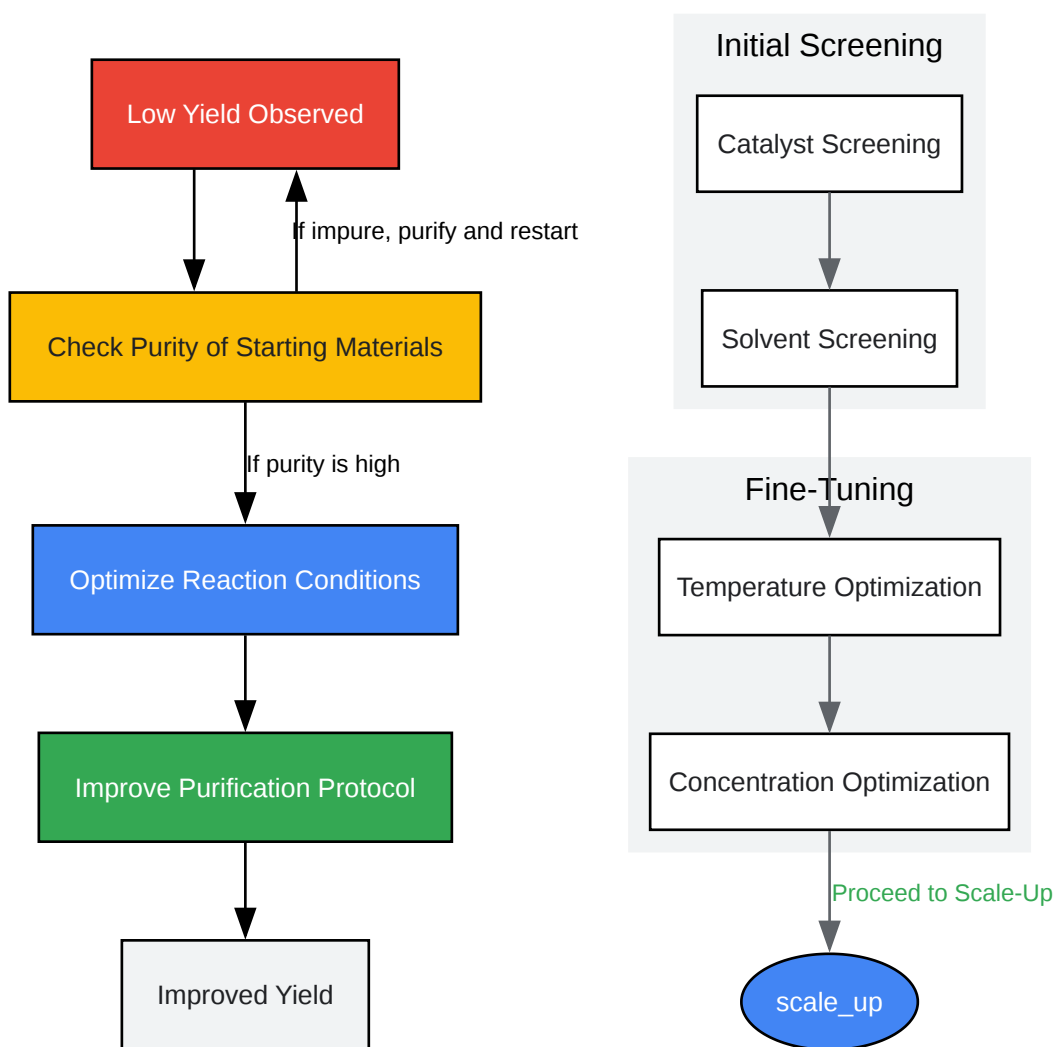 Low Yield Observed
If impure, purify and restart
Check Purity of Starting Materials
If purity is high
Optimize Reaction Conditions
Improve Purification Protocol
Improved Yield
Initial Screening
Catalyst Screening
Solvent Screening
Fine-Tuning
Temperature Optimization
Concentration Optimization
Proceed to Scale-Up
scale_up